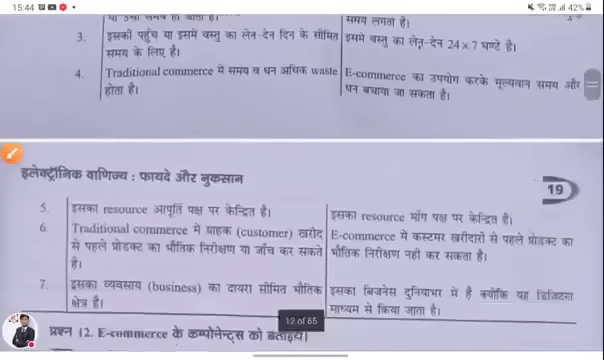 15:44
42%
या उसी समय हो जाता है।
समय लगता है।
3. इसकी पहुँच या इसमें वस्तु का लेन-देन दिन के सीमित समय के लिए है।
इसमें वस्तु का लेन-देन 24 × 7 घण्टे है।
4. Traditional commerce में समय व धन अधिक waste होता है।
E-commerce का उपयोग करके मूल्यवान समय और धन बचाया जा सकता है।
इलेक्ट्रॉनिक वाणिज्य : फायदे और नुकसान
19
5. इसका resource आपूर्ति पक्ष पर केन्द्रित है।
इसका resource माँग पक्ष पर केन्द्रित है।
6. Traditional commerce में ग्राहक (customer) खरीद से पहले प्रोडक्ट का भौतिक निरीक्षण या जाँच कर सकते है।
E-commerce में कस्टमर खरीदारी से पहले प्रोडक्ट का भौतिक निरीक्षण नही कर सकता है।
7. इसका व्यवसाय (business) का दायरा सीमित भौतिक क्षेत्र है।
इसका बिजनेस दुनियाभर में है क्योंकि यह डिजिटल माध्यम से किया जाता है।
12 of 65
प्रश्न 12. E-commerce के कम्पोनेन्ट्स को बताइये।